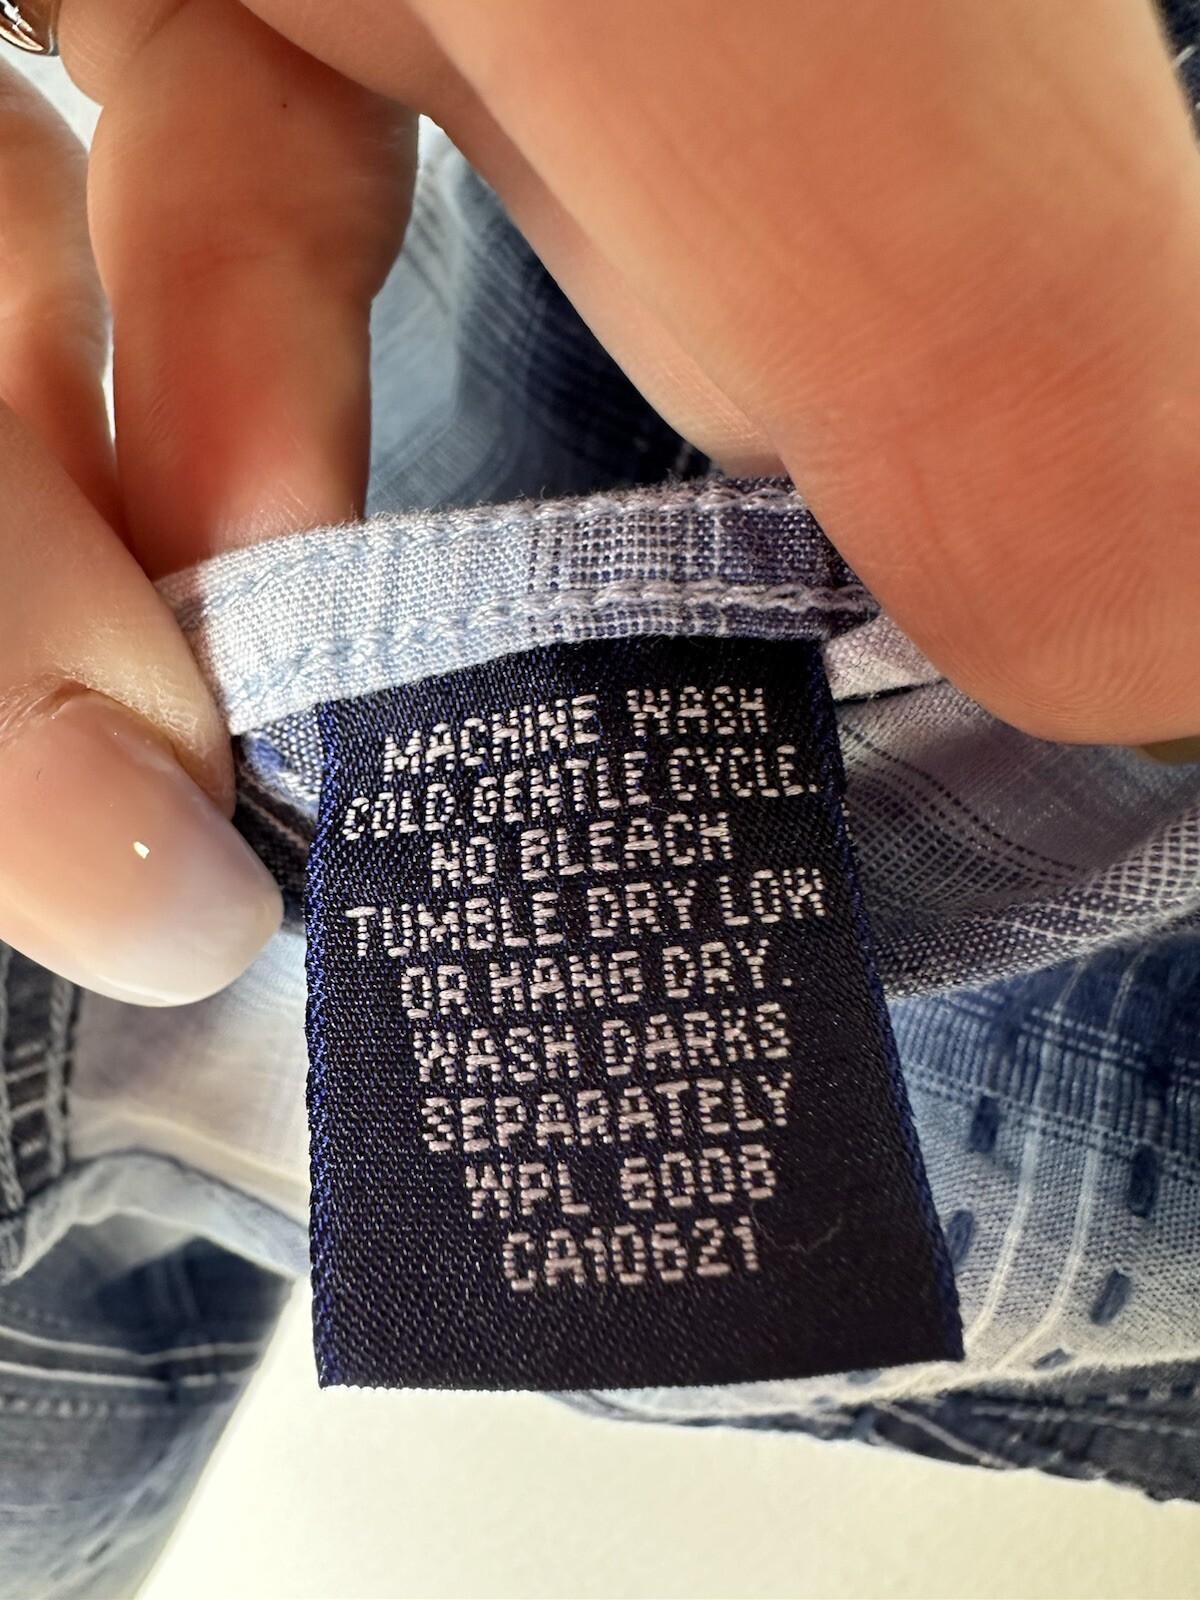 MACHINE WASH
COLD GENTLE CYCLE
NO BLEACH
TUMBLE DRY LOW
OR HANG DRY.
WASH DARKS
SEPARATELY
WPL 6008
CA10621